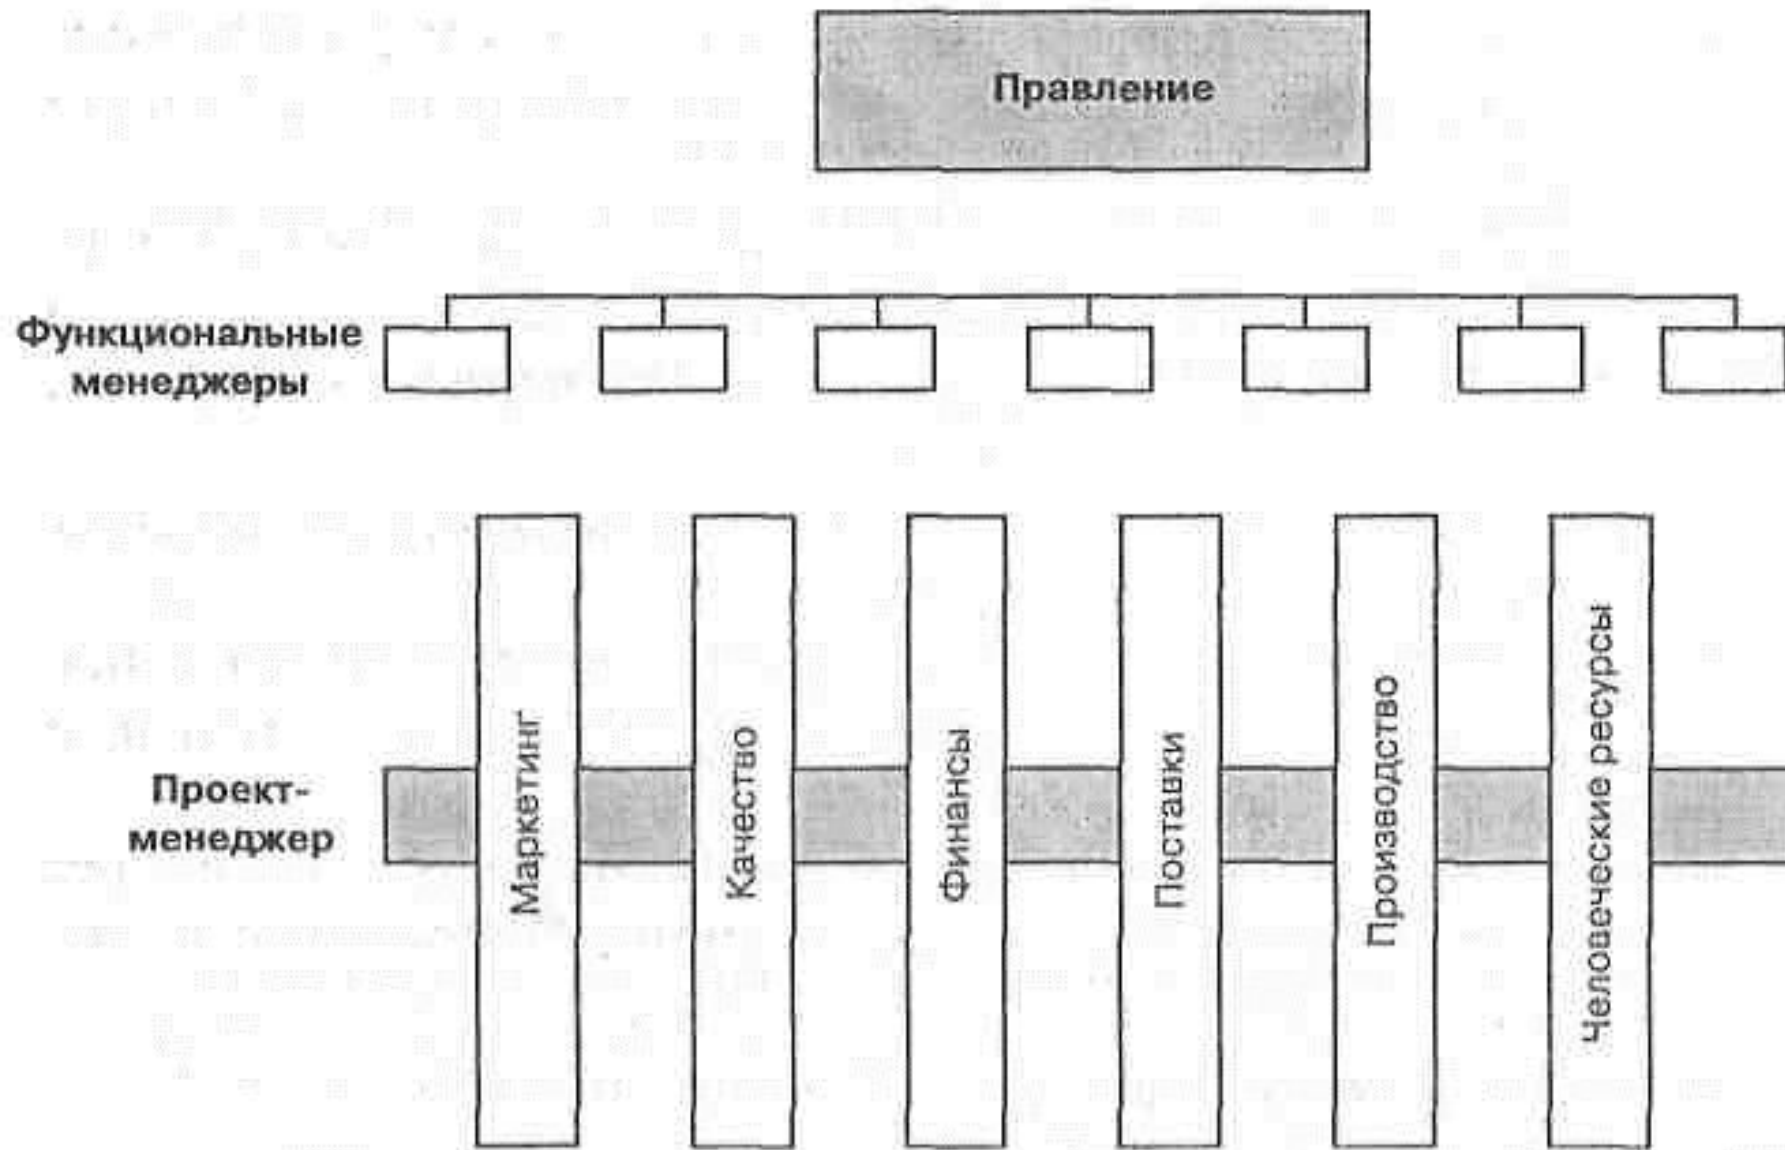 Правление
Функциональные
менеджеры
Проект-
менеджер
Маркетинг
Качество
Финансы
Поставки
Производство
Человеческие ресурсы